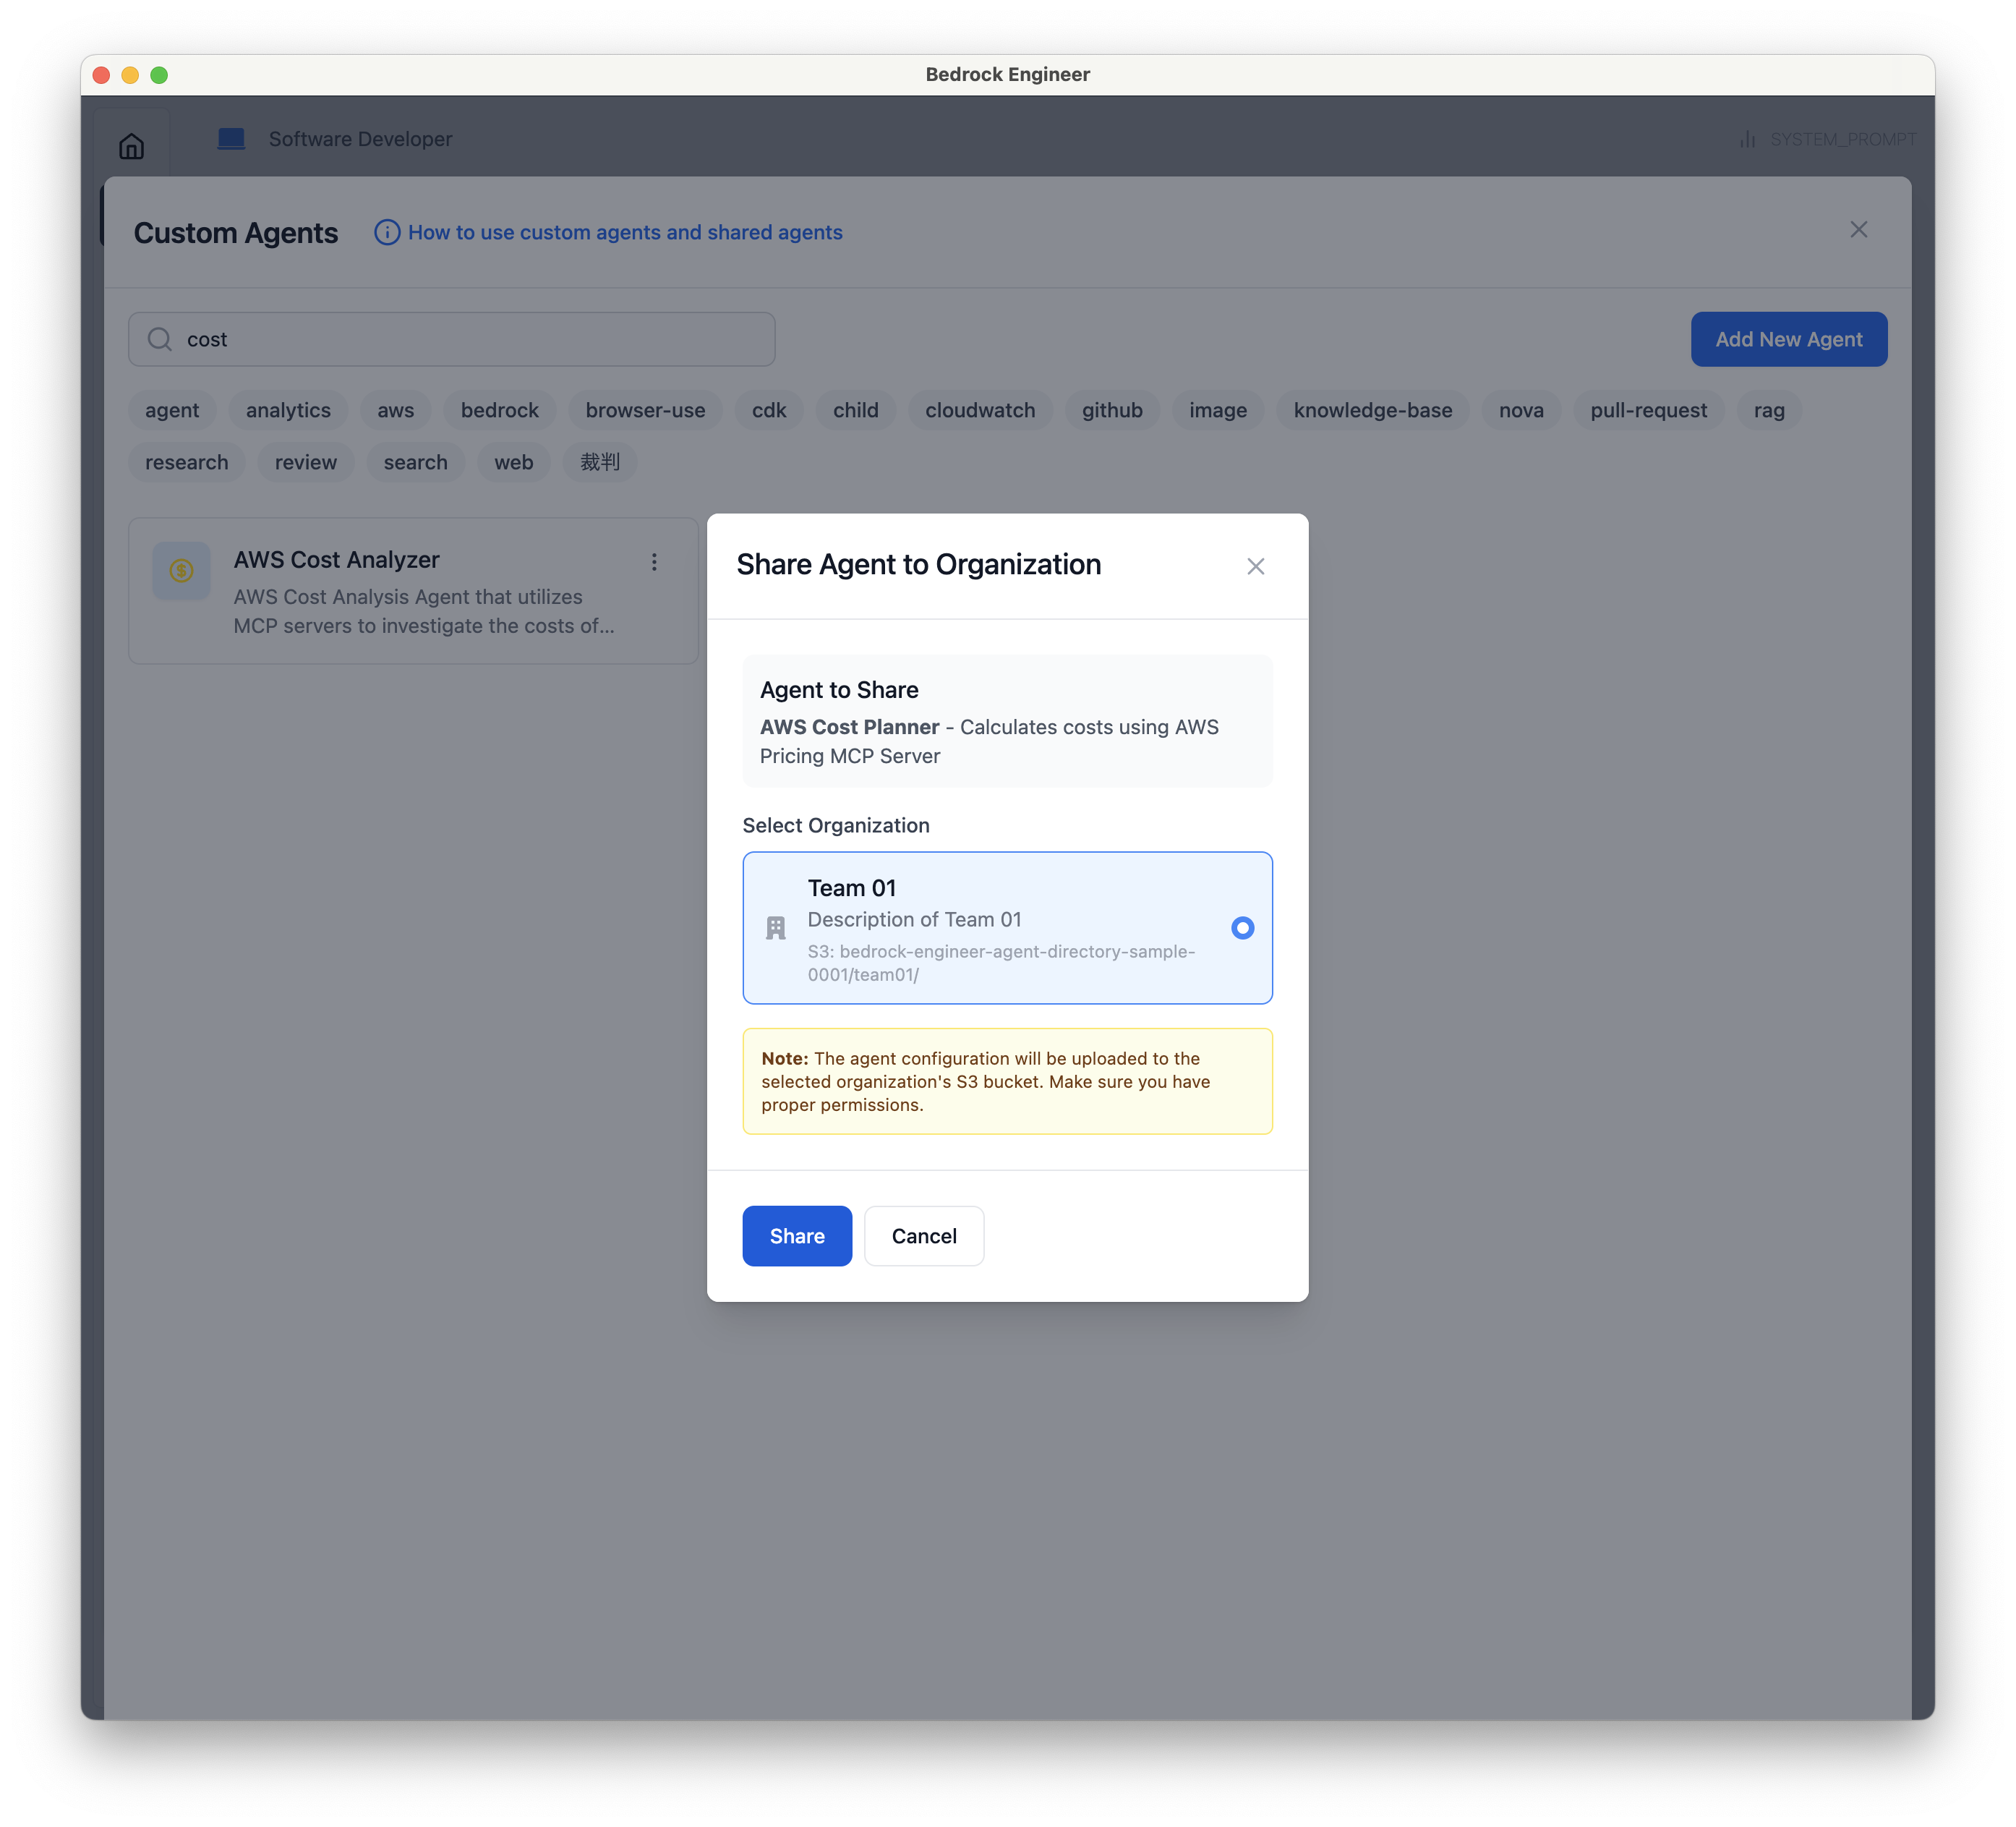 Bedrock Engineer
Software Developer
SYSTEM_PROMPT
Custom Agents
How to use custom agents and shared agents
cost
Add New Agent
agent analytics aws bedrock browser-use cdk child cloudwatch github image knowledge-base nova pull-request rag
research review search web 裁判
AWS Cost Analyzer
AWS Cost Analysis Agent that utilizes
MCP servers to investigate the costs of...
Share Agent to Organization
Agent to Share
AWS Cost Planner - Calculates costs using AWS
Pricing MCP Server
Select Organization
Team 01
Description of Team 01
S3: bedrock-engineer-agent-directory-sample-
0001/team01/
Note: The agent configuration will be uploaded to the
selected organization's S3 bucket. Make sure you have
proper permissions.
Share
Cancel